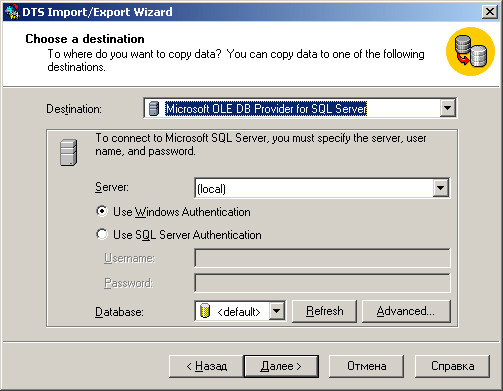 DTS Import/Export Wizard
Choose a destination
To where do you want to copy data? You can copy data to one of the following
destinations.
Destination: Microsoft OLE DB Provider for SQL Server
To connect to Microsoft SQL Server, you must specify the server, user
name, and password.
Server: (local)
Use Windows Authentication
Use SQL Server Authentication
Username:
Password:
Database: <default> Refresh Advanced...
< Назад Далее > Отмена Справка